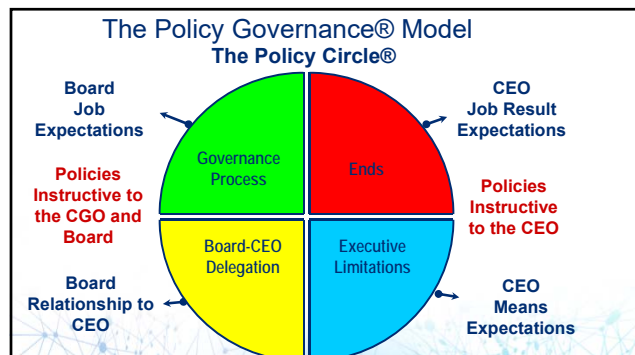 The Policy Governance® Model
The Policy Circle®
Board
Job
Expectations
CEO
Job Result
Expectations
Governance
Process
Ends
Policies
Instructive to
the CGO and
Board
Policies
Instructive
to the CEO
Board-CEO
Delegation
Executive
Limitations
Board
Relationship to
CEO
CEO
Means
Expectations